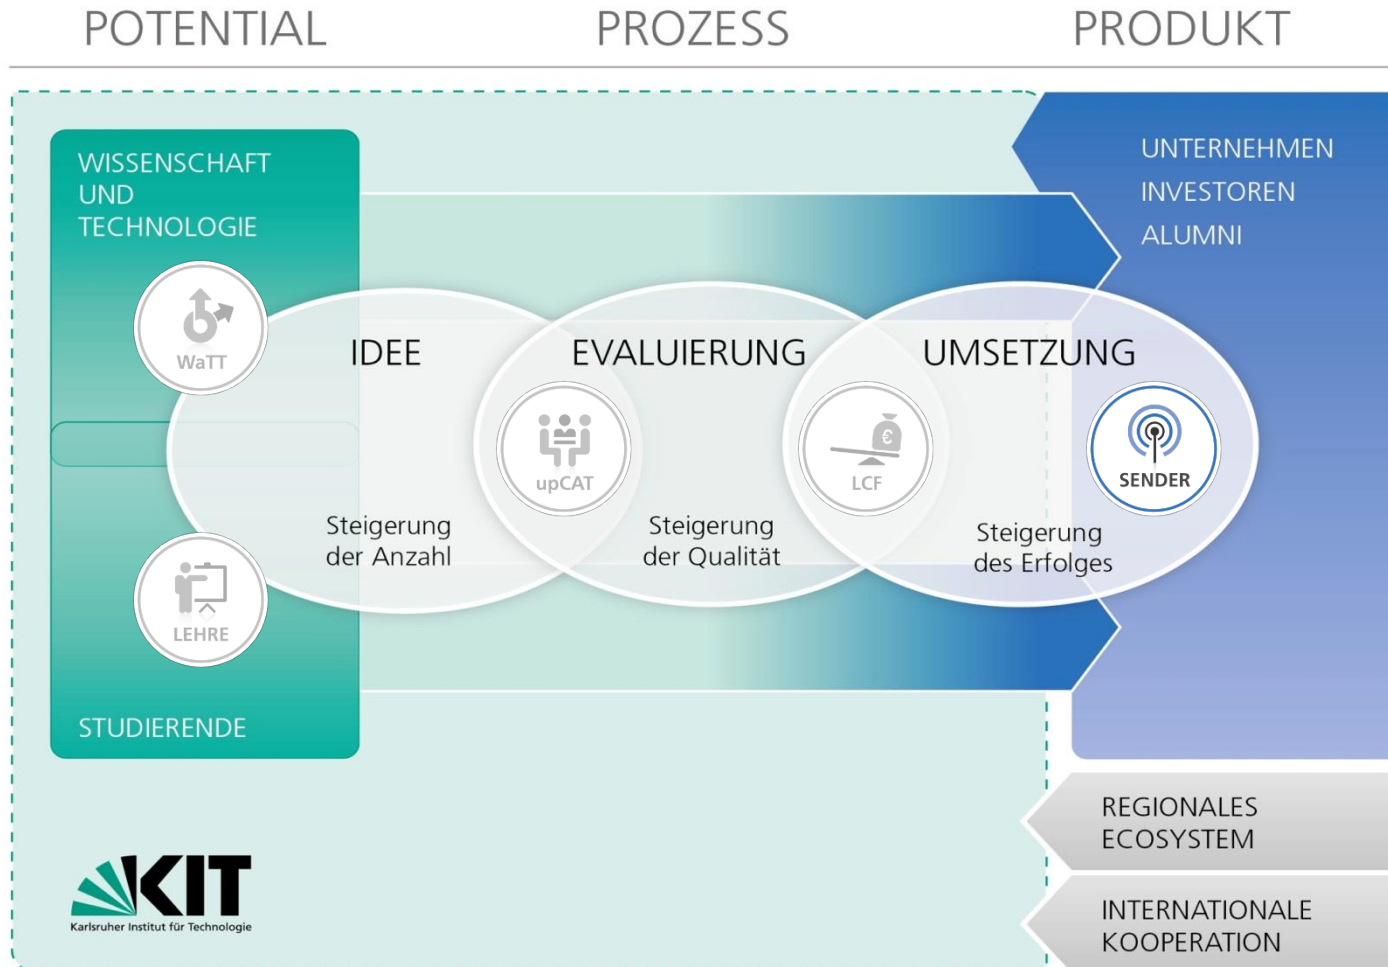 POTENTIAL
PROZESS
PRODUKT
WISSENSCHAFT
UND
TECHNOLOGIE
UNTERNEHMEN
INVESTOREN
ALUMNI
WaTT
IDEE
EVALUIERUNG
UMSETZUNG
upCAT
€
LCF
SENDER
Steigerung
der Anzahl
Steigerung
der Qualität
Steigerung
des Erfolges
LEHRE
STUDIERENDE
REGIONALES
ECOSYSTEM
INTERNATIONALE
KOOPERATION
KIT
Karlsruher Institut für Technologie